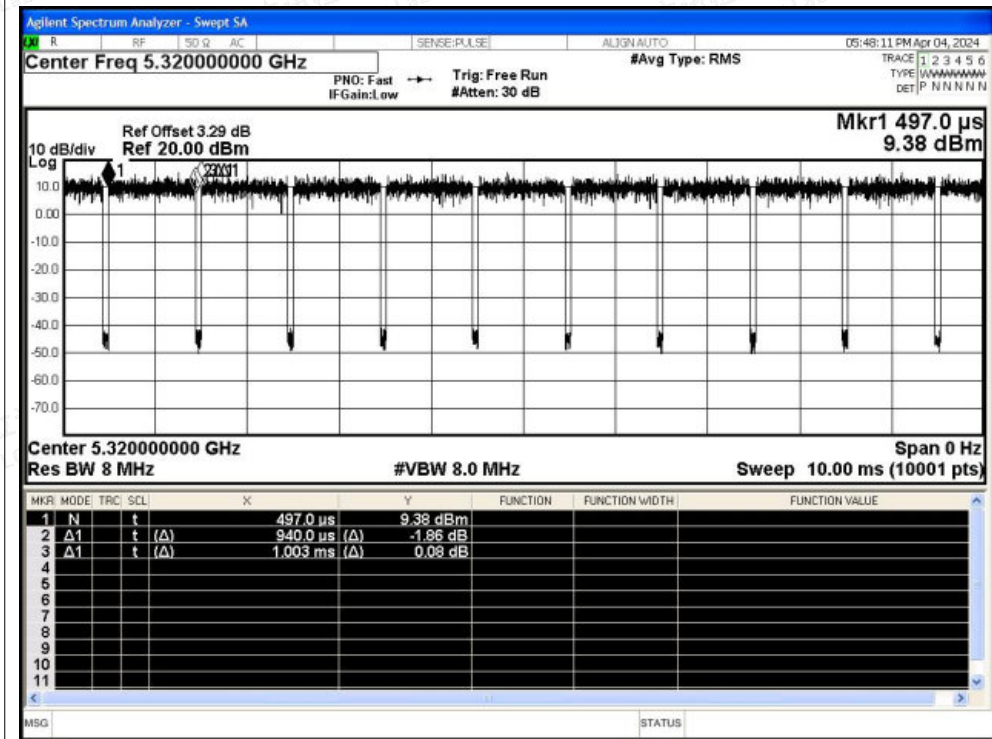 Agilent Spectrum Analyzer - Swept SA
R RF 50 Ω AC SENSE:PULSE ALIGNAUTO 05:48:11 PM Apr 04, 2024
Center Freq 5.320000000 GHz #Avg Type: RMS TRACE 1 2 3 4 5 6
PNO: Fast Trig: Free Run TYPE
IFGain:Low #Atten: 30 dB DET P N N N N N
Mkr1 497.0 µs
Ref Offset 3.29 dB
10 dB/div Ref 20.00 dBm 9.38 dBm
Log
1
10.0
0.00
-10.0
-20.0
-30.0
-40.0
-50.0
-60.0
-70.0
Center 5.320000000 GHz Span 0 Hz
Res BW 8 MHz #VBW 8.0 MHz Sweep 10.00 ms (10001 pts)
MKR MODE TRC SCL X Y FUNCTION FUNCTION WIDTH FUNCTION VALUE
1 N t 497.0 µs 9.38 dBm
2 Δ1 t (Δ) 940.0 µs (Δ) -1.86 dB
3 Δ1 t (Δ) 1.003 ms (Δ) 0.08 dB
4
5
6
7
8
9
10
11
MSG STATUS